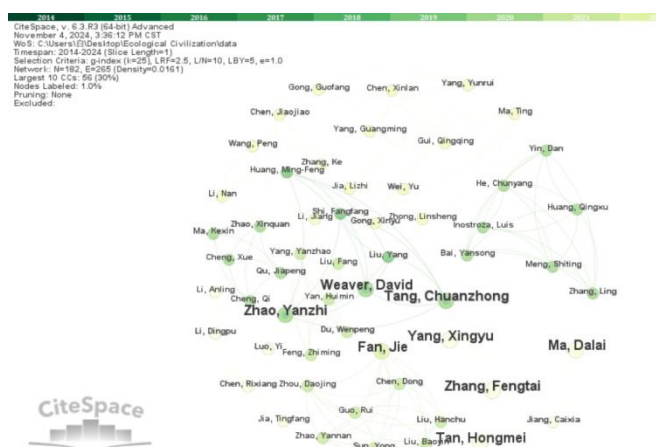 2014 2015 2016 2017 2018 2019 2020 2021
CiteSpace, v. 6.3.R3 (64-bit) Advanced
November 4, 2024, 3:36:12 PM CST
WoS: C:\Users\白\Desktop\Ecological Civilization\data
Timespan: 2014-2024 (Slice Length=1)
Selection Criteria: g-index (k=25), LRF=2.5, L/N=10, LBY=5, e=1.0
Network: N=182, E=265 (Density=0.0161)
Largest 10 CCs: 56 (30%)
Nodes Labeled: 1.0%
Pruning: None
Excluded:
Gong, Guofang
Chen, Xinlan
Yang, Yunrui
Chen, Jiaojiao
Ma, Ting
Yang, Guangming
Wang, Peng
Gui, Qingqing
Yin, Dan
Huang, Ming-Feng
Zhang, Ke
Li, Nan
Jia, Lizhi
Wei, Yu
He, Chunyang
Shi, Fangfang
Huang, Qingxu
Zhao, Xinquan
Li, Jiang
Gong, Xinyu
Zhong, Linsheng
Inostroza, Luis
Ma, Kexin
Cheng, Xue
Yang, Yanzhao
Liu, Fang
Liu, Yang
Bai, Yansong
Meng, Shiting
Qu, Jiapeng
Li, Anling
Cheng, Qi
Yan, Huimin
Weaver, David
Tang, Chuanzhong
Zhang, Ling
Zhao, Yanzhi
Li, Dingpu
Du, Wenpeng
Yang, Xingyu
Luo, Yi
Feng, Zhiming
Fan, Jie
Ma, Dalai
Chen, Rixiang
Zhou, Daojing
Chen, Dong
Zhang, Fengtai
Guo, Rui
Jia, Tingfang
Liu, Hanchu
Jiang, Caixia
Zhao, Yannan
Sun, Yong
Liu, Baoyin
Tan, Hongmei
CiteSpace